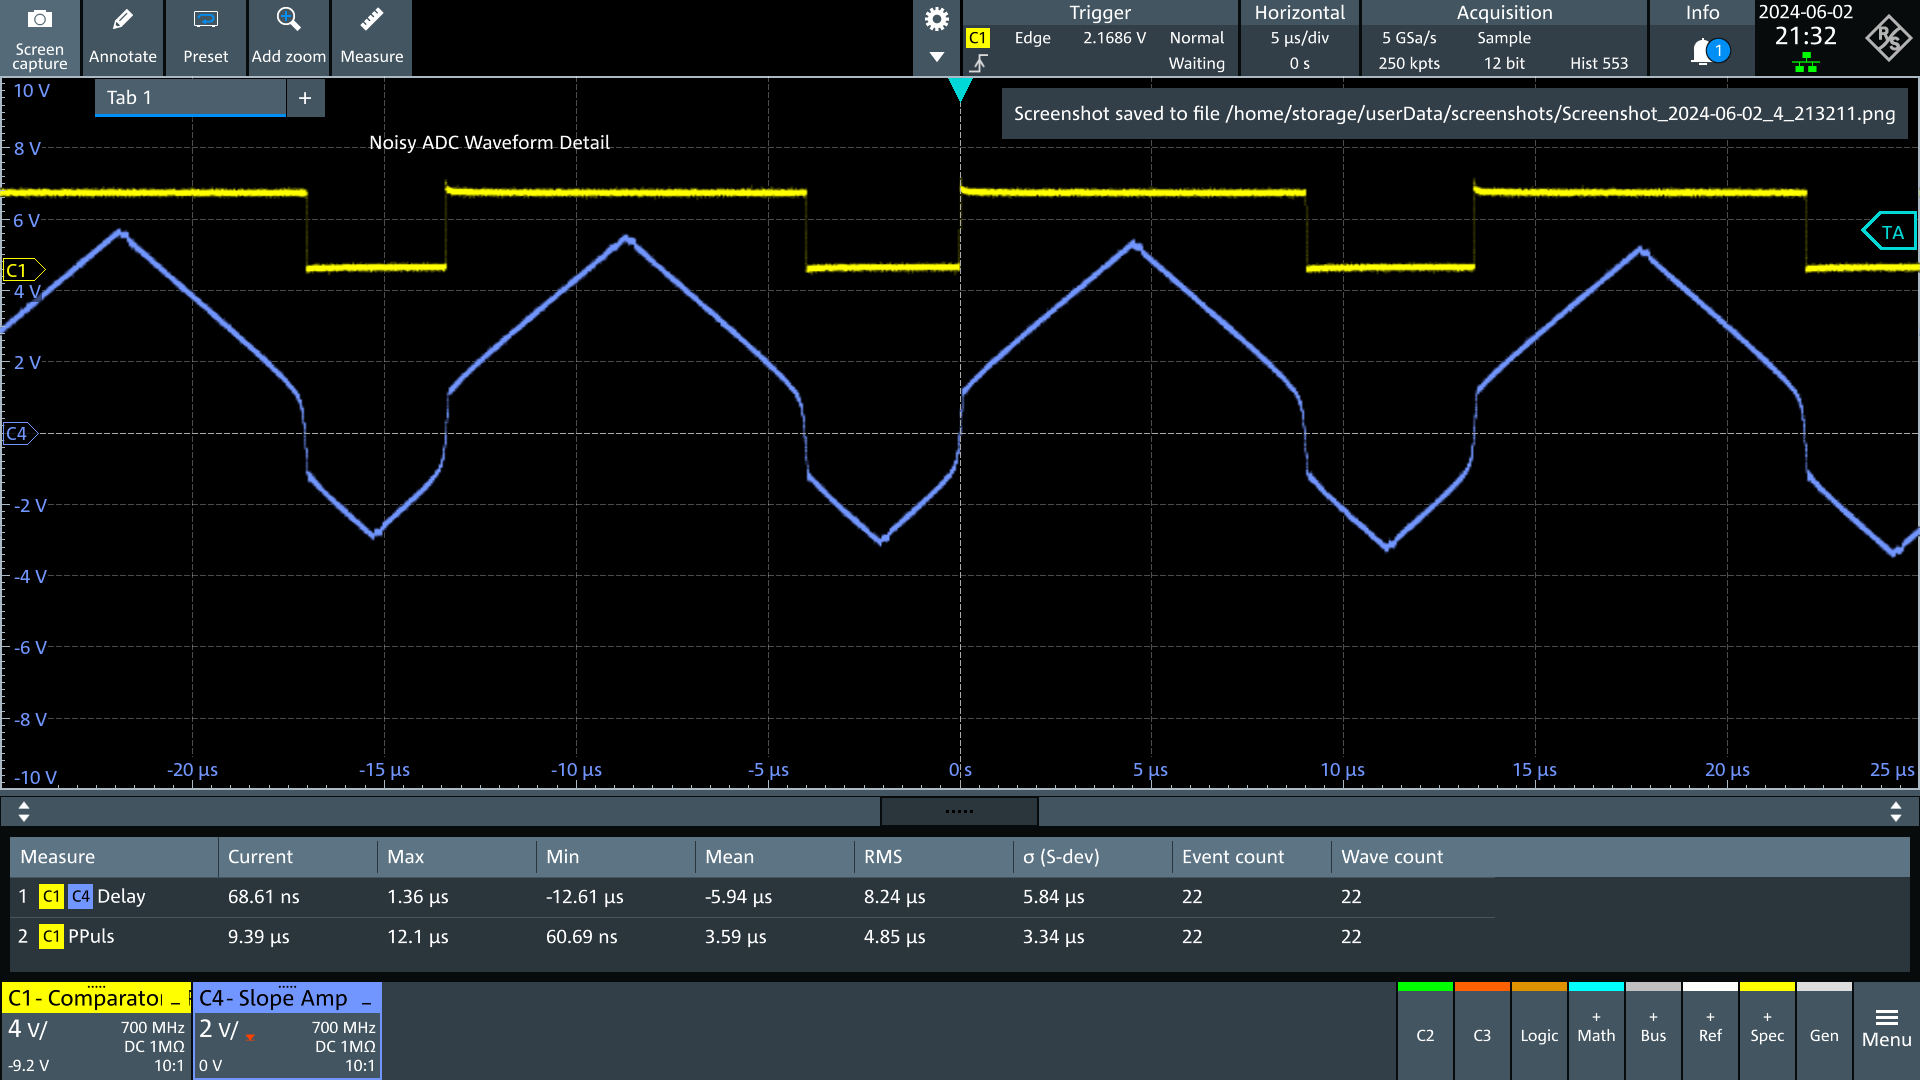 Screen capture
Annotate
Preset
Add zoom
Measure
Trigger
C1 Edge 2.1686 V Normal
Waiting
Horizontal
5 µs/div
0 s
Acquisition
5 GSa/s Sample
250 kpts 12 bit Hist 553
Info
1
2024-06-02
21:32
Tab 1
+
Screenshot saved to file /home/storage/userData/screenshots/Screenshot_2024-06-02_4_213211.png
Noisy ADC Waveform Detail
10 V
8 V
6 V
TA
C1
4 V
2 V
C4
-2 V
-4 V
-6 V
-8 V
-10 V
-20 µs -15 µs -10 µs -5 µs 0 s 5 µs 10 µs 15 µs 20 µs 25 µs
Measure Current Max Min Mean RMS σ (S-dev) Event count Wave count
1 C1 C4 Delay 68.61 ns 1.36 µs -12.61 µs -5.94 µs 8.24 µs 5.84 µs 22 22
2 C1 PPuls 9.39 µs 12.1 µs 60.69 ns 3.59 µs 4.85 µs 3.34 µs 22 22
C1 - Comparator
4 V/ 700 MHz
DC 1MΩ
-9.2 V 10:1
C4 - Slope Amp
2 V/ 700 MHz
DC 1MΩ
0 V 10:1
C2
C3
Logic
+ Math
+ Bus
+ Ref
+ Spec
Gen
Menu